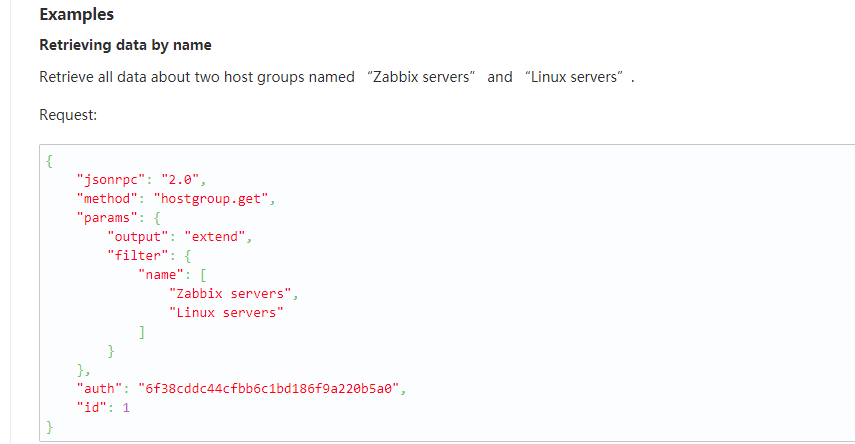 Examples
Retrieving data by name
Retrieve all data about two host groups named “Zabbix servers” and “Linux servers”.
Request:
{
    "jsonrpc": "2.0",
    "method": "hostgroup.get",
    "params": {
        "output": "extend",
        "filter": {
            "name": [
                "Zabbix servers",
                "Linux servers"
            ]
        }
    },
    "auth": "6f38cddc44cfbb6c1bd186f9a220b5a0",
    "id": 1
}